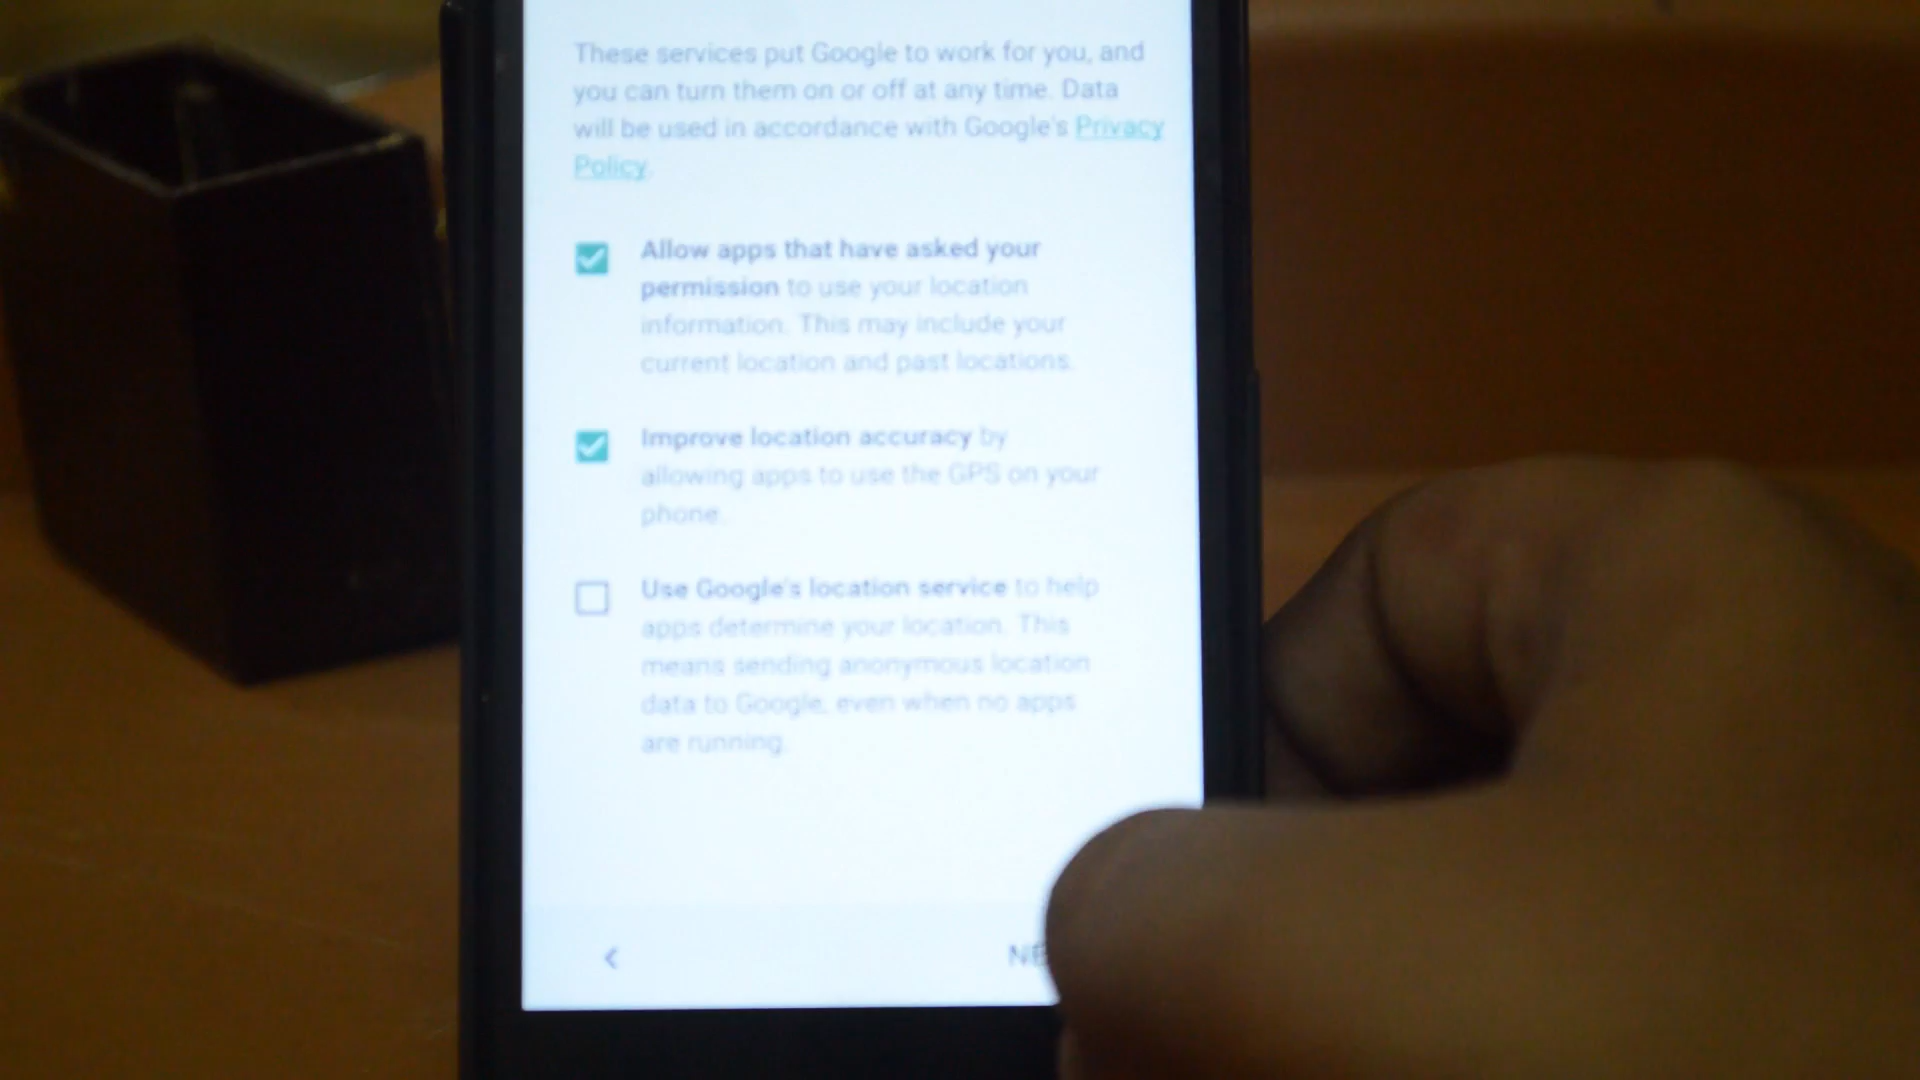 These services put Google to work for you, and
you can turn them on or off at any time. Data
will be used in accordance with Google's Privacy
Policy.
Allow apps that have asked your
permission to use your location
information. This may include your
current location and past locations.
Improve location accuracy by
allowing apps to use the GPS on your
phone.
Use Google's location service to help
apps determine your location. This
means sending anonymous location
data to Google, even when no apps
are running.